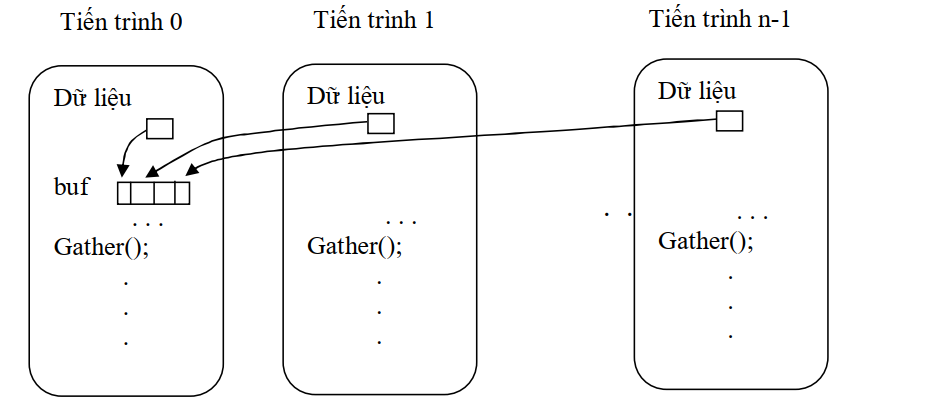 Tiến trình 0
Tiến trình 1
Tiến trình n-1
Dữ liệu
Dữ liệu
Dữ liệu
buf
. . .
. . .
. .
. . .
Gather();
Gather();
Gather();
.
.
.
.
.
.
.
.
.